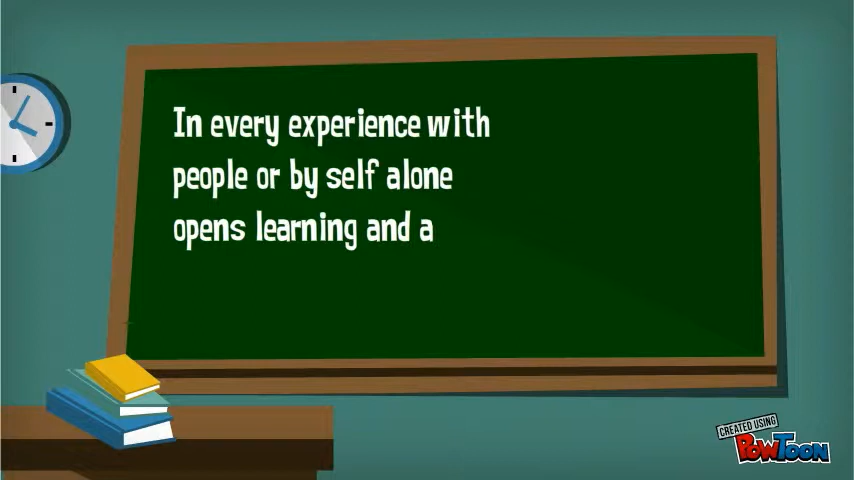 In every experience with
people or by self alone
opens learning and a
CREATED USING
POWTOON